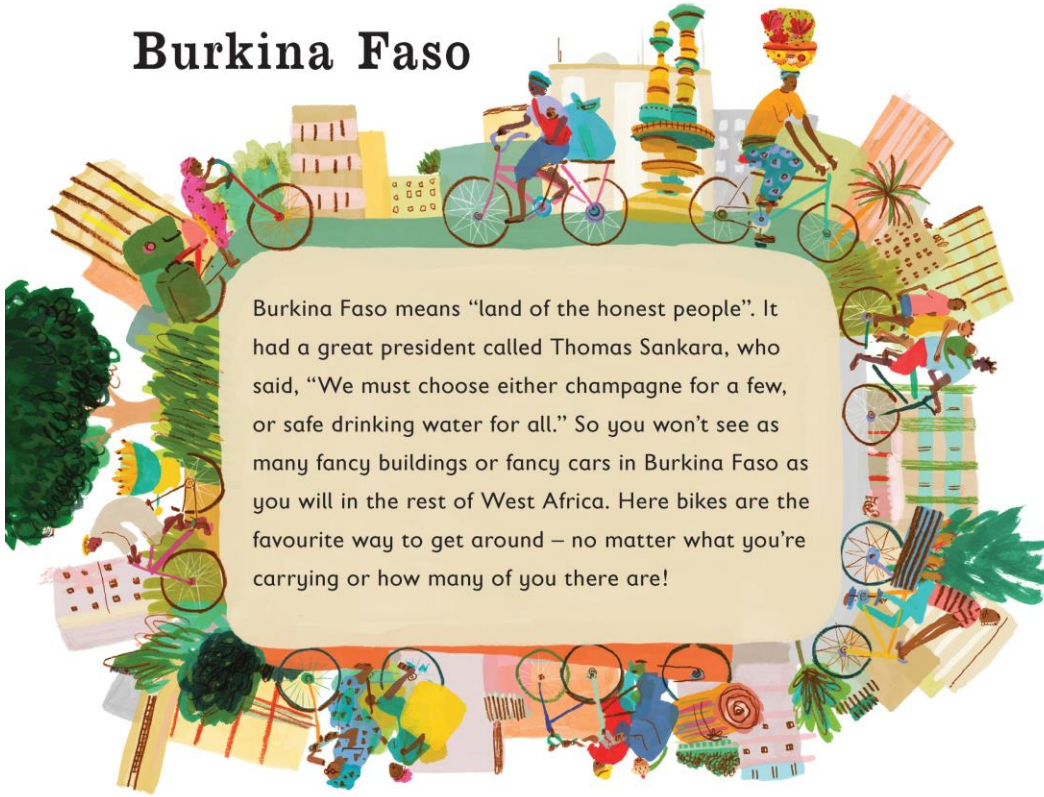 Burkina Faso
Burkina Faso means “land of the honest people”. It
had a great president called Thomas Sankara, who
said, “We must choose either champagne for a few,
or safe drinking water for all.” So you won’t see as
many fancy buildings or fancy cars in Burkina Faso as
you will in the rest of West Africa. Here bikes are the
favourite way to get around – no matter what you’re
carrying or how many of you there are!